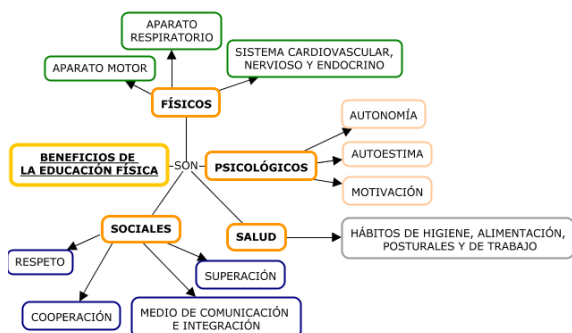 APARATO
RESPIRATORIO
SISTEMA CARDIOVASCULAR,
NERVIOSO Y ENDOCRINO
APARATO MOTOR
FÍSICOS
AUTONOMÍA
BENEFICIOS DE
LA EDUCACIÓN FÍSICA
SON
PSICOLÓGICOS
AUTOESTIMA
MOTIVACIÓN
SOCIALES
SALUD
HÁBITOS DE HIGIENE, ALIMENTACIÓN,
POSTURALES Y DE TRABAJO
RESPETO
SUPERACIÓN
COOPERACIÓN
MEDIO DE COMUNICACIÓN
E INTEGRACIÓN